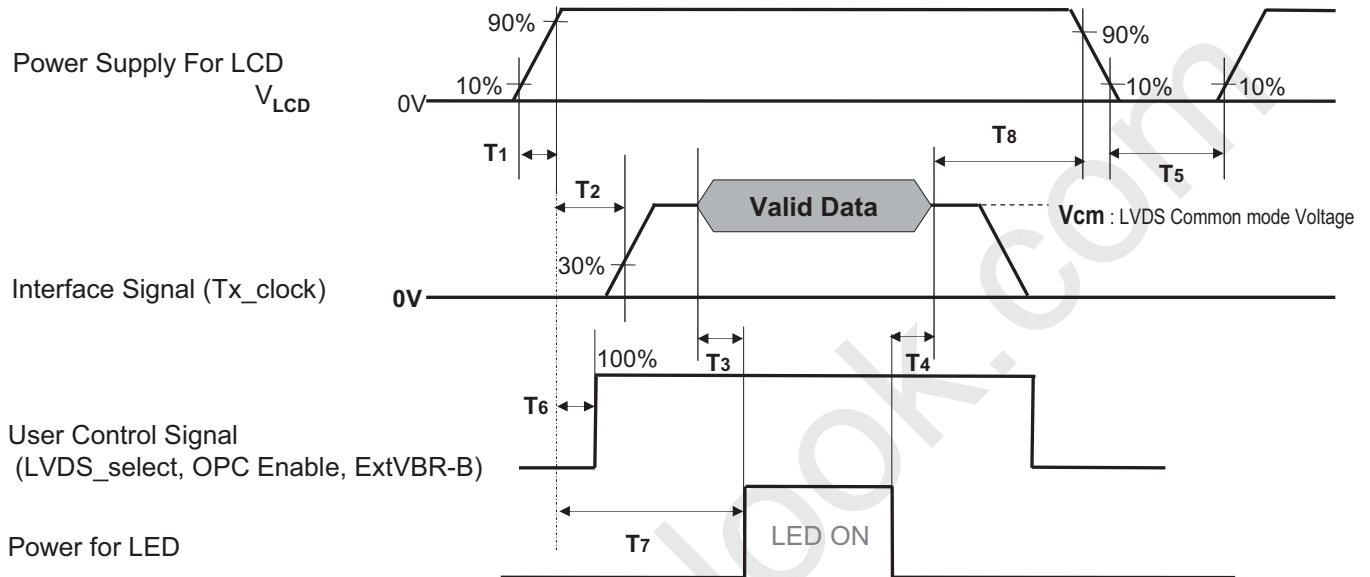 90%
90%
Power Supply For LCD
VLCD
10%
10%
10%
0V
T1
T8
T5
T2
Valid Data
Vcm : LVDS Common mode Voltage
30%
Interface Signal (Tx_clock)
0V
100%
T3
T4
T6
User Control Signal
(LVDS_select, OPC Enable, ExtVBR-B)
T7
LED ON
Power for LED
look.com